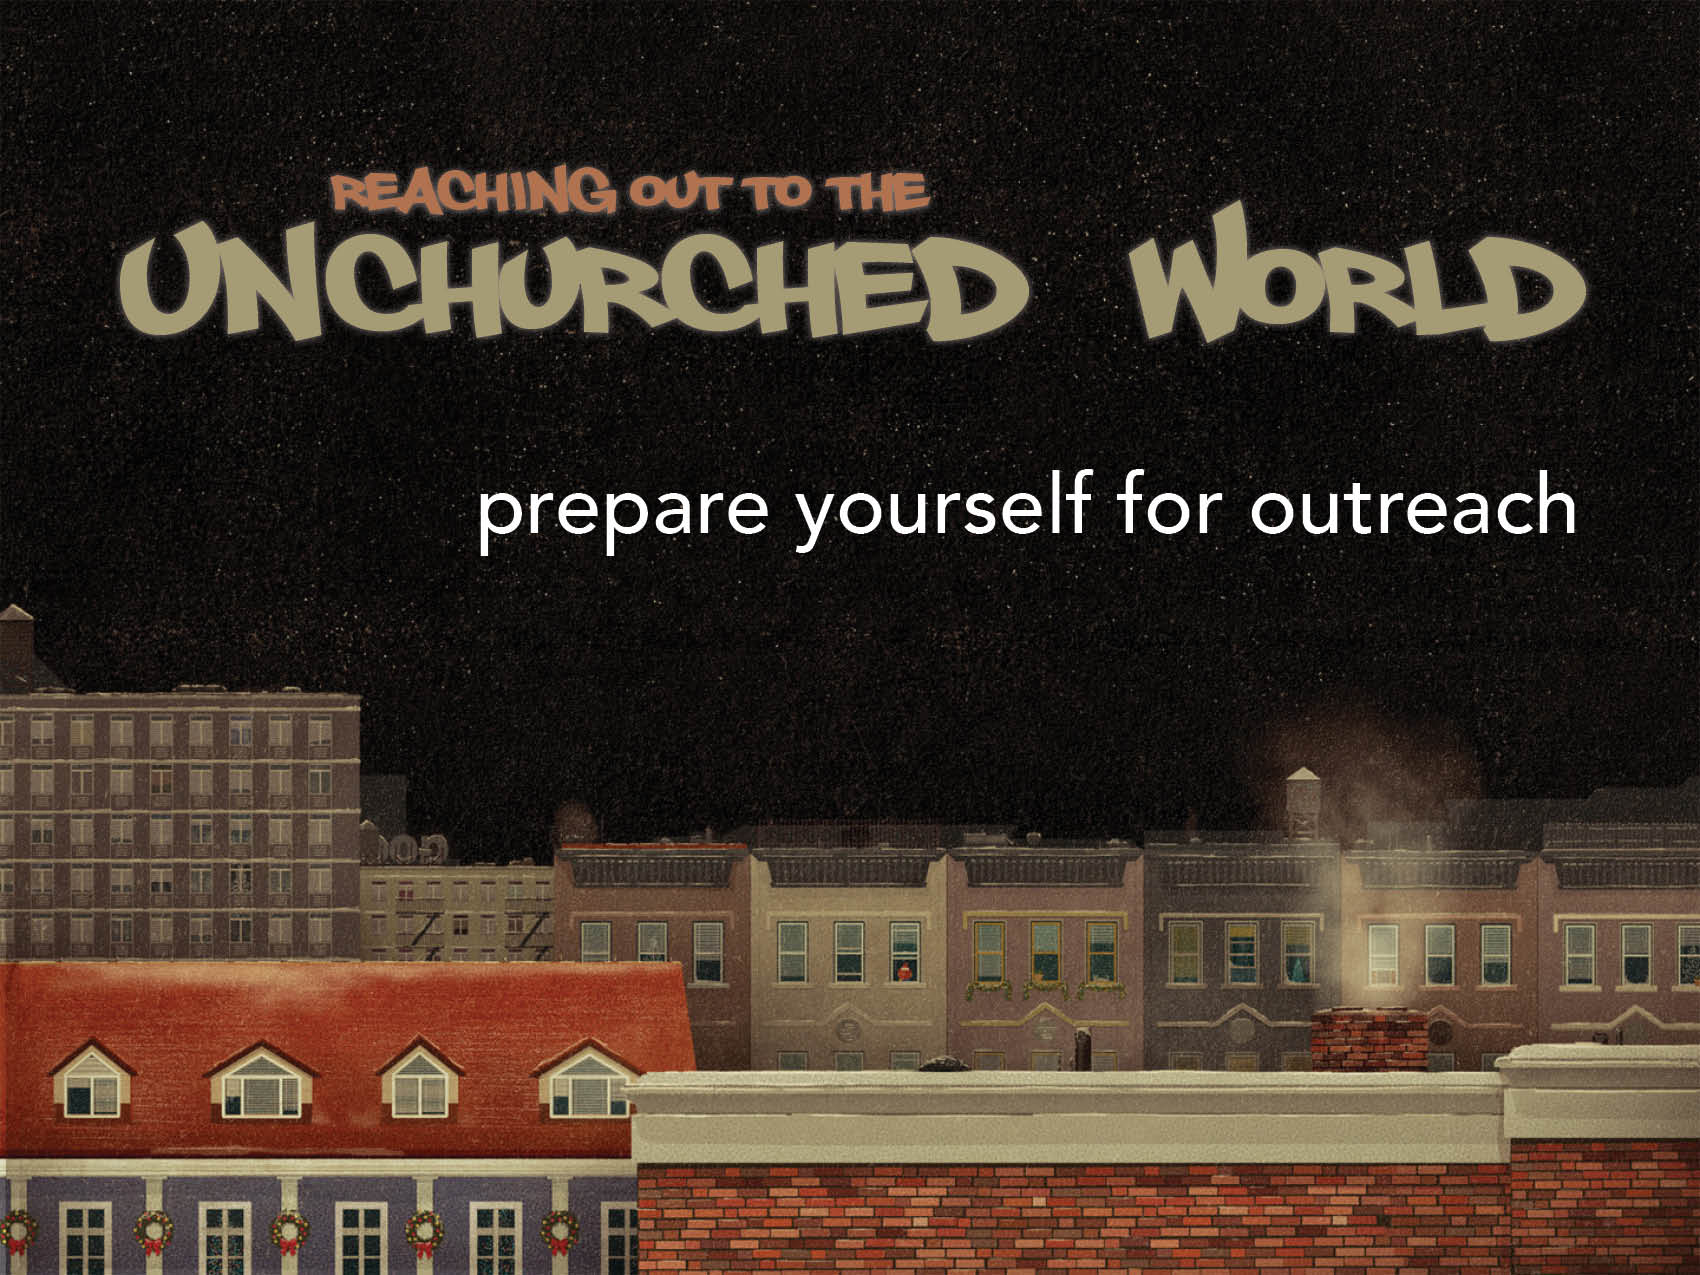 REACHING OUT TO THE
UNCHURCHED WORLD
prepare yourself for outreach